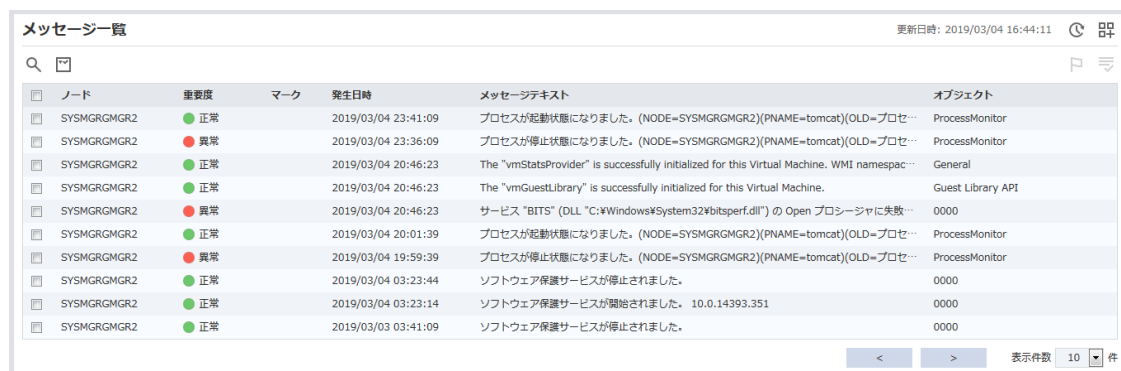 メッセージ一覧 更新日時: 2019/03/04 16:44:11
ノード 重要度 マーク 発生日時 メッセージテキスト オブジェクト
SYSMGRGMGR2 正常 2019/03/04 23:41:09 プロセスが起動状態になりました。(NODE=SYSMGRGMGR2)(PNAME=tomcat)(OLD=プロセ… ProcessMonitor
SYSMGRGMGR2 異常 2019/03/04 23:36:09 プロセスが停止状態になりました。(NODE=SYSMGRGMGR2)(PNAME=tomcat)(OLD=プロセ… ProcessMonitor
SYSMGRGMGR2 正常 2019/03/04 20:46:23 The "vmStatsProvider" is successfully initialized for this Virtual Machine. WMI namespac… General
SYSMGRGMGR2 正常 2019/03/04 20:46:23 The "vmGuestLibrary" is successfully initialized for this Virtual Machine. Guest Library API
SYSMGRGMGR2 異常 2019/03/04 20:46:23 サービス "BITS" (DLL "C:¥Windows¥System32¥bitsperf.dll") の Open プロシージャに失敗… 0000
SYSMGRGMGR2 正常 2019/03/04 20:01:39 プロセスが起動状態になりました。(NODE=SYSMGRGMGR2)(PNAME=tomcat)(OLD=プロセ… ProcessMonitor
SYSMGRGMGR2 異常 2019/03/04 19:59:39 プロセスが停止状態になりました。(NODE=SYSMGRGMGR2)(PNAME=tomcat)(OLD=プロセ… ProcessMonitor
SYSMGRGMGR2 正常 2019/03/04 03:23:44 ソフトウェア保護サービスが停止されました。 0000
SYSMGRGMGR2 正常 2019/03/04 03:23:14 ソフトウェア保護サービスが開始されました。 10.0.14393.351 0000
SYSMGRGMGR2 正常 2019/03/03 03:41:09 ソフトウェア保護サービスが停止されました。 0000
< > 表示件数 10 件